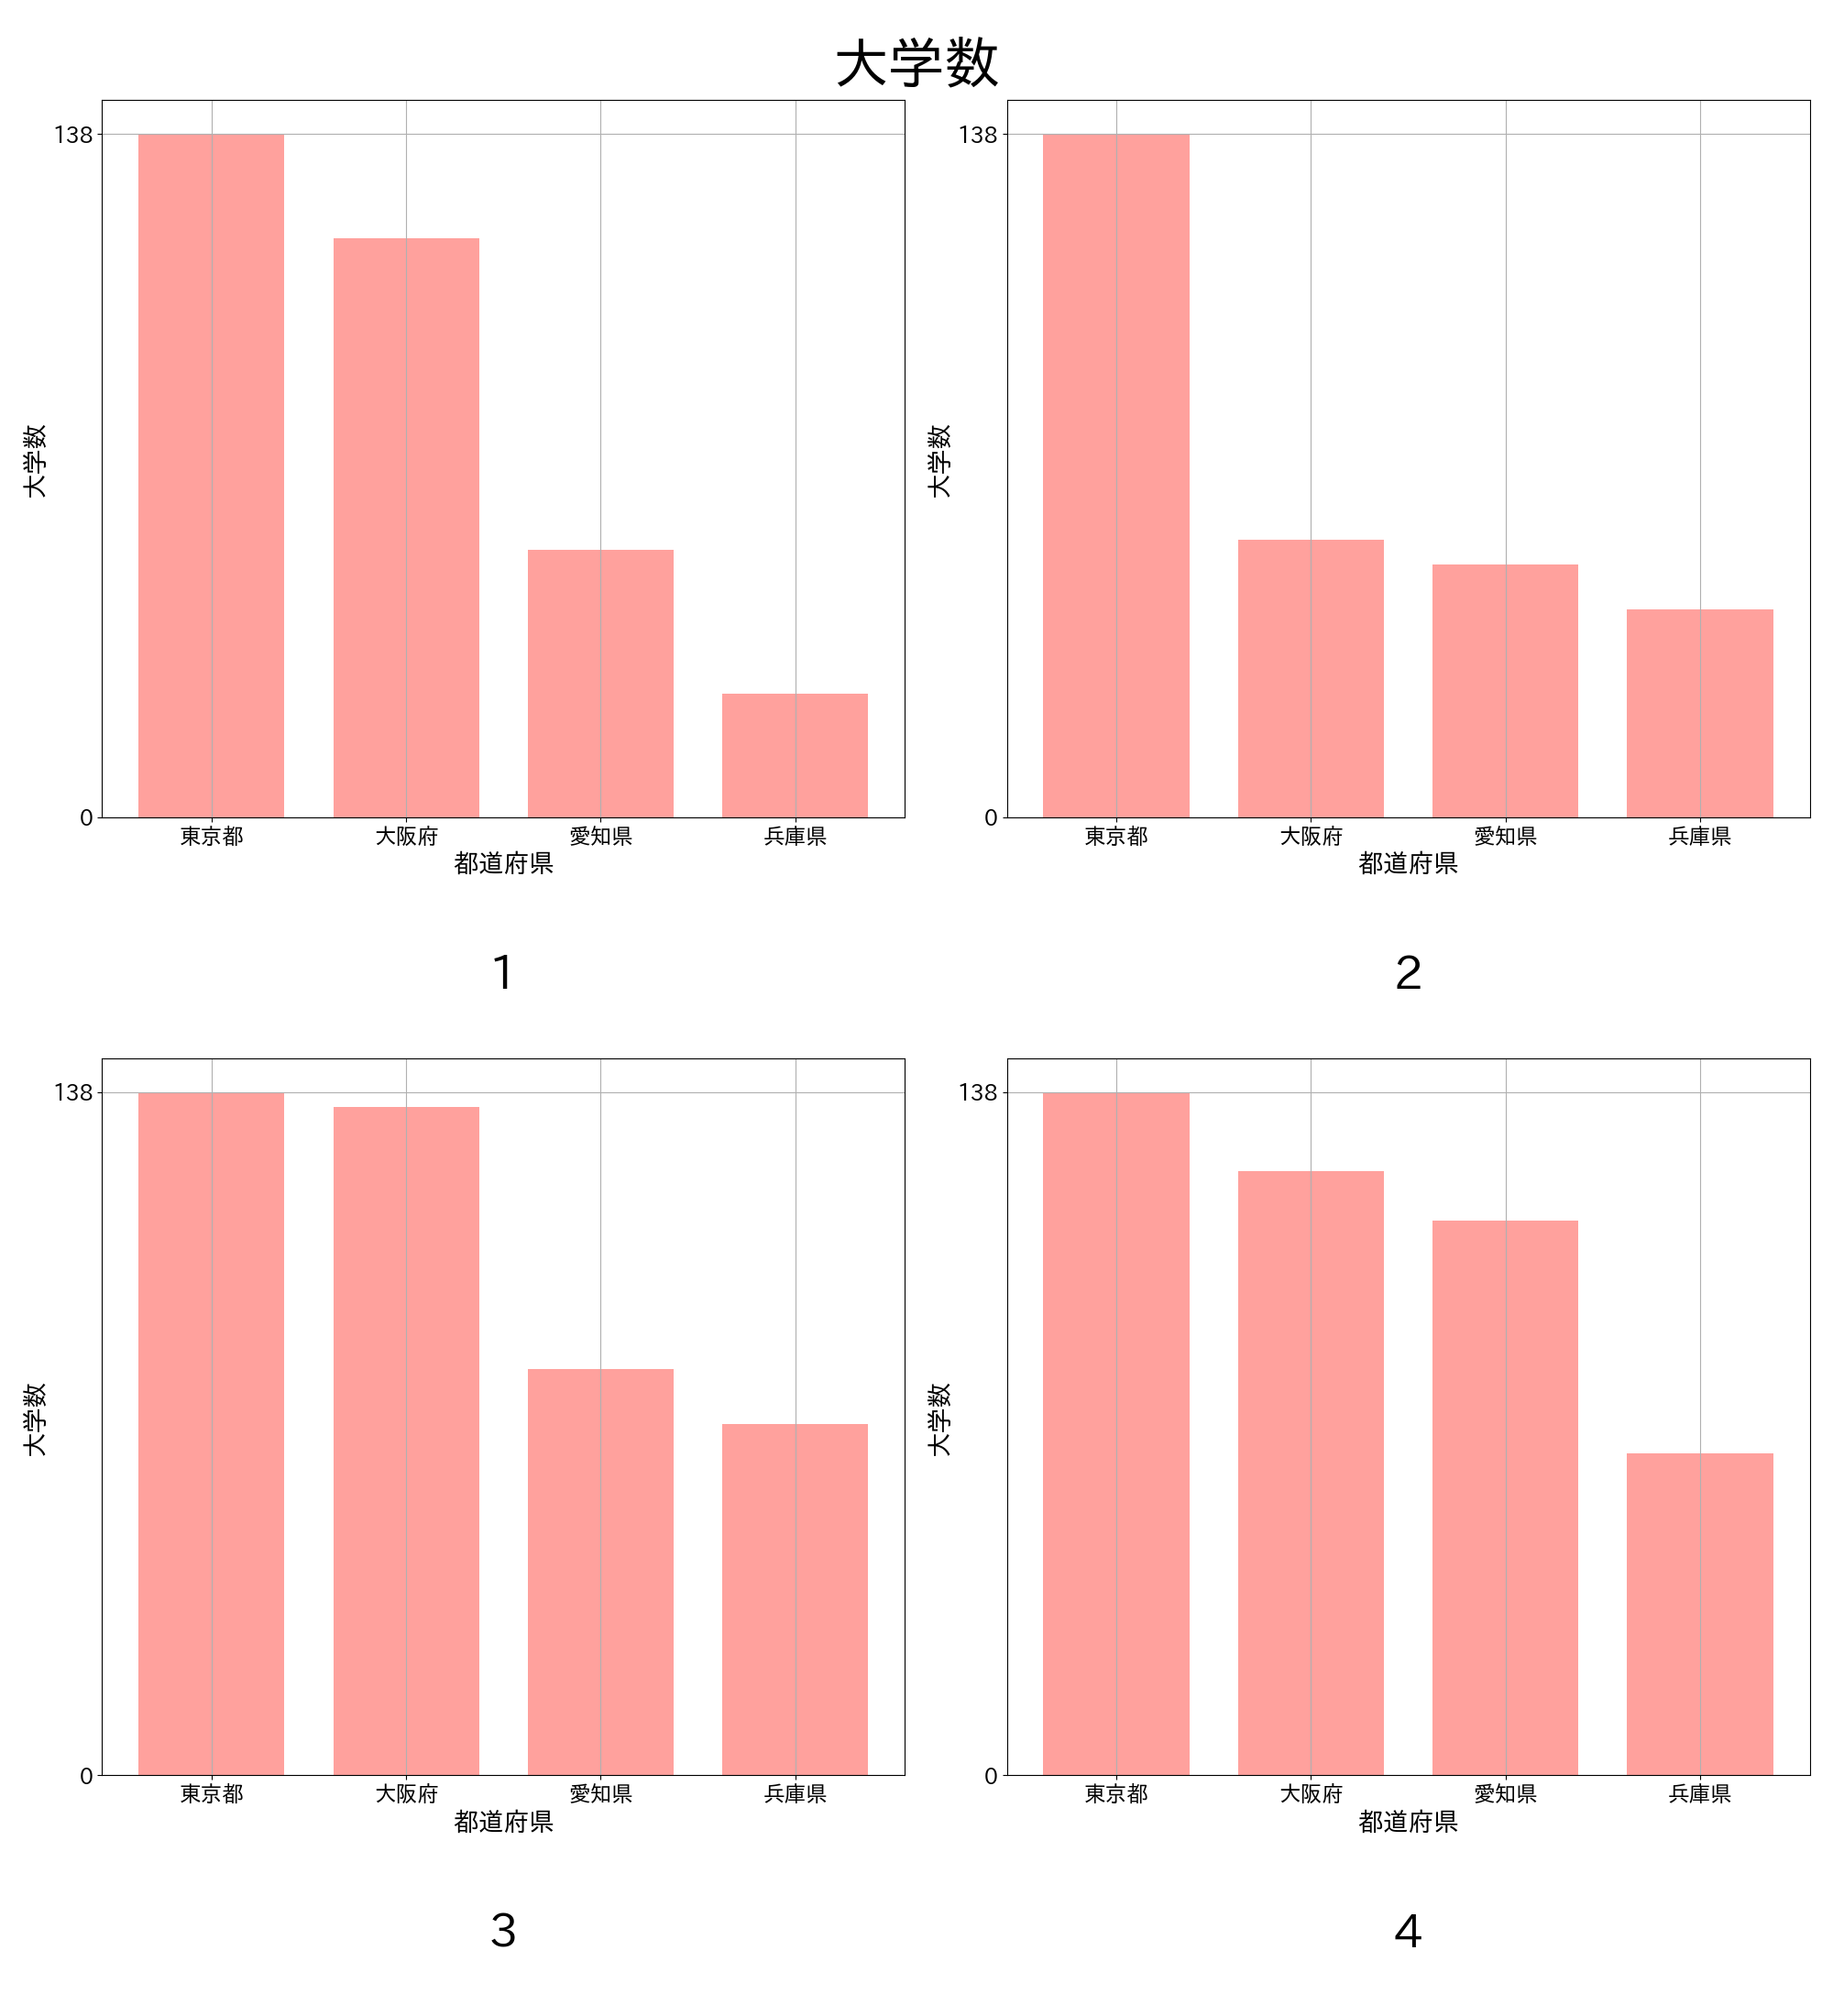 大学数
138
0
大学数
東京都 大阪府 愛知県 兵庫県
都道府県
1
138
0
大学数
東京都 大阪府 愛知県 兵庫県
都道府県
2
138
0
大学数
東京都 大阪府 愛知県 兵庫県
都道府県
3
138
0
大学数
東京都 大阪府 愛知県 兵庫県
都道府県
4